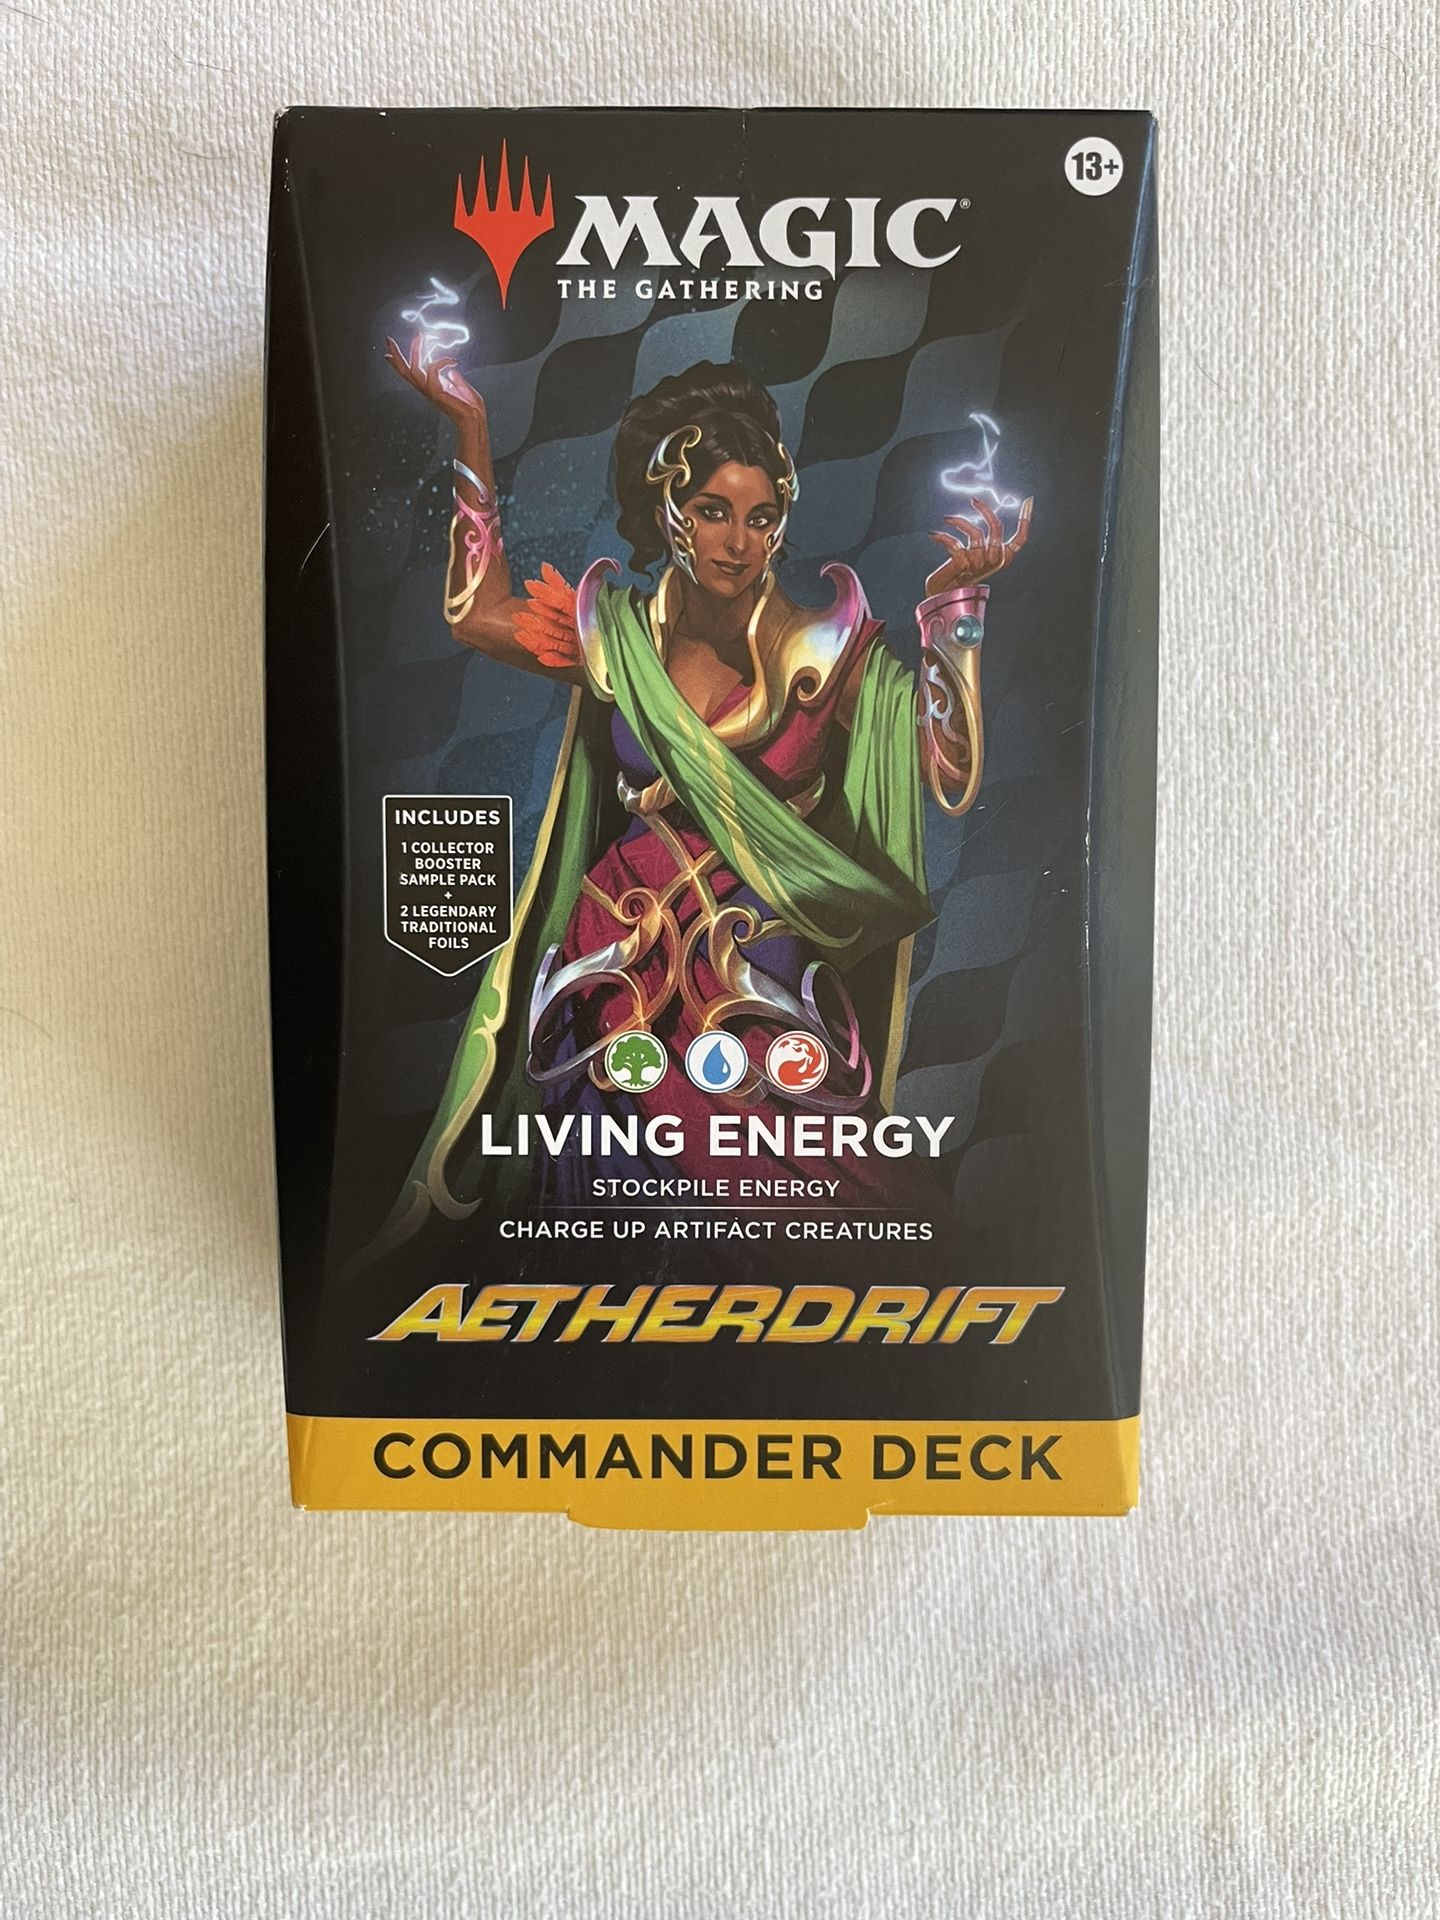 13+
MAGIC®
THE GATHERING
INCLUDES
1 COLLECTOR
BOOSTER
SAMPLE PACK
+
2 LEGENDARY
TRADITIONAL
FOILS
LIVING ENERGY
STOCKPILE ENERGY
CHARGE UP ARTIFACT CREATURES
AETHERDRIFT
COMMANDER DECK